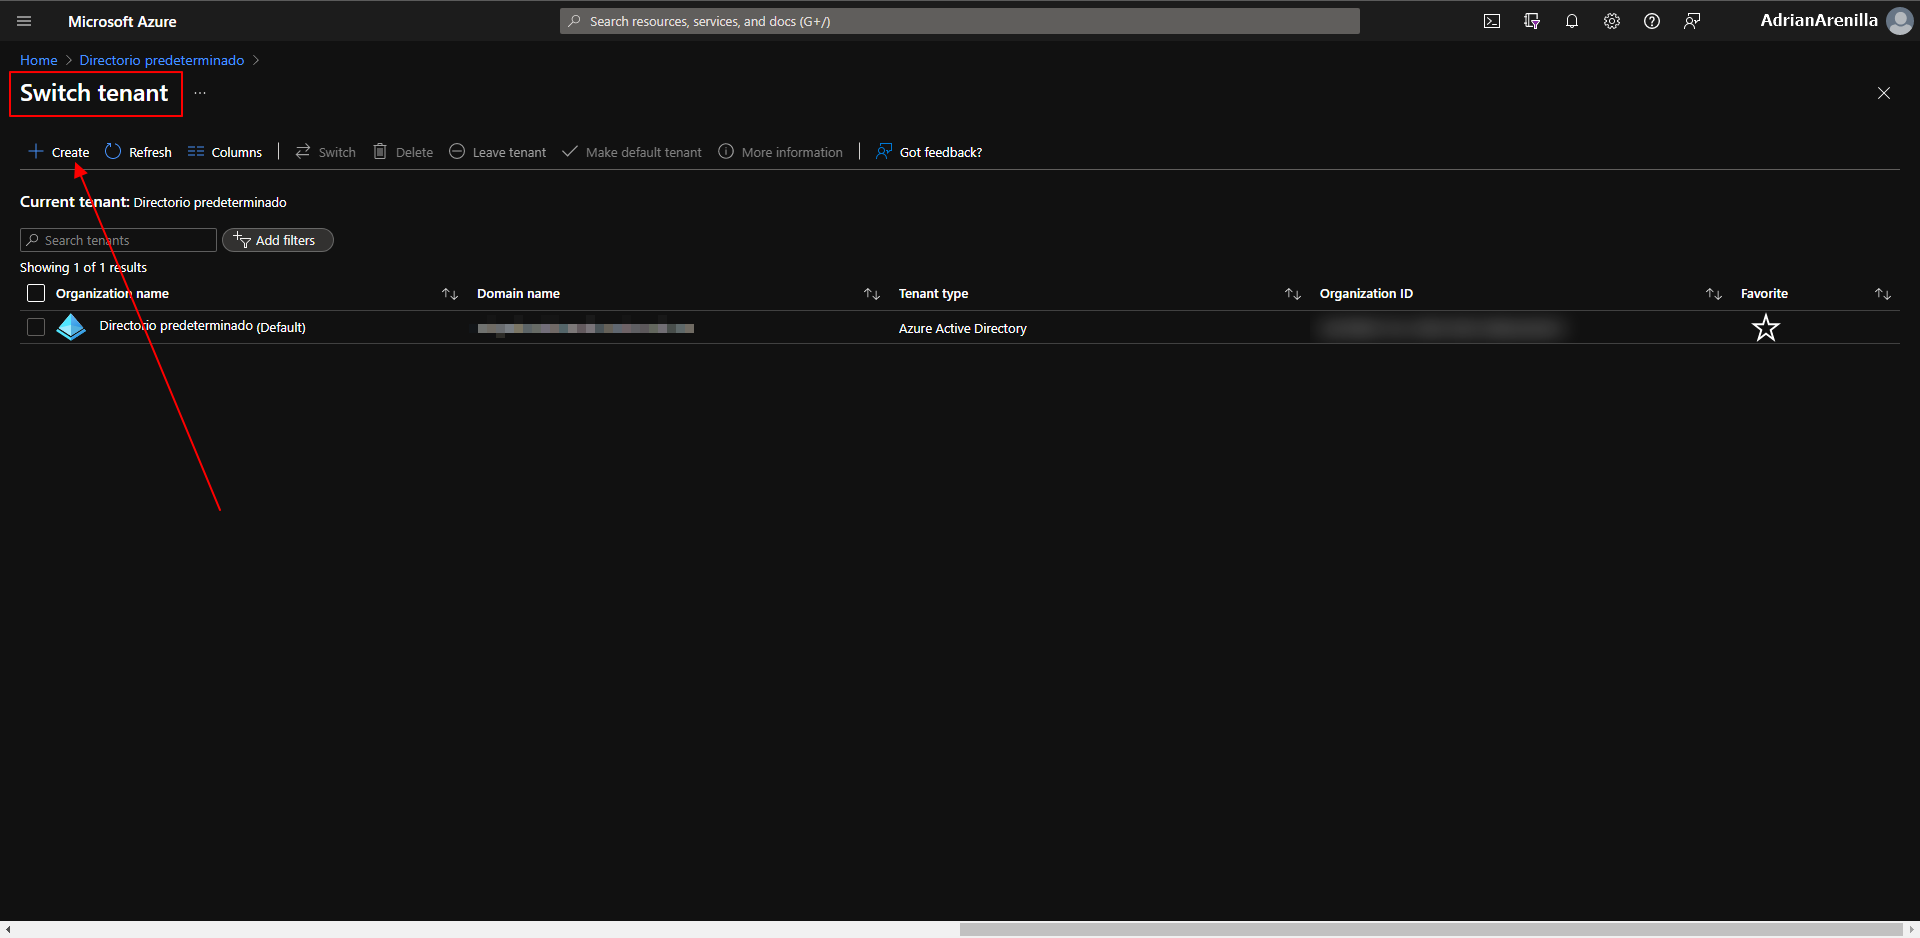 Microsoft Azure
Search resources, services, and docs (G+/)
AdrianArenilla
Home > Directorio predeterminado >
Switch tenant ...
Create Refresh Columns | Switch Delete Leave tenant Make default tenant More information | Got feedback?
Current tenant: Directorio predeterminado
Search tenants Add filters
Showing 1 of 1 results
Organization name Domain name Tenant type Organization ID Favorite
Directorio predeterminado (Default) Azure Active Directory